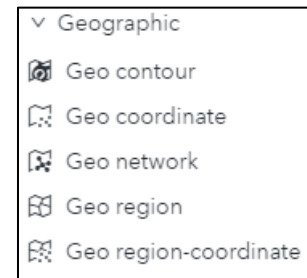 Geographic
Geo contour
Geo coordinate
Geo network
Geo region
Geo region-coordinate